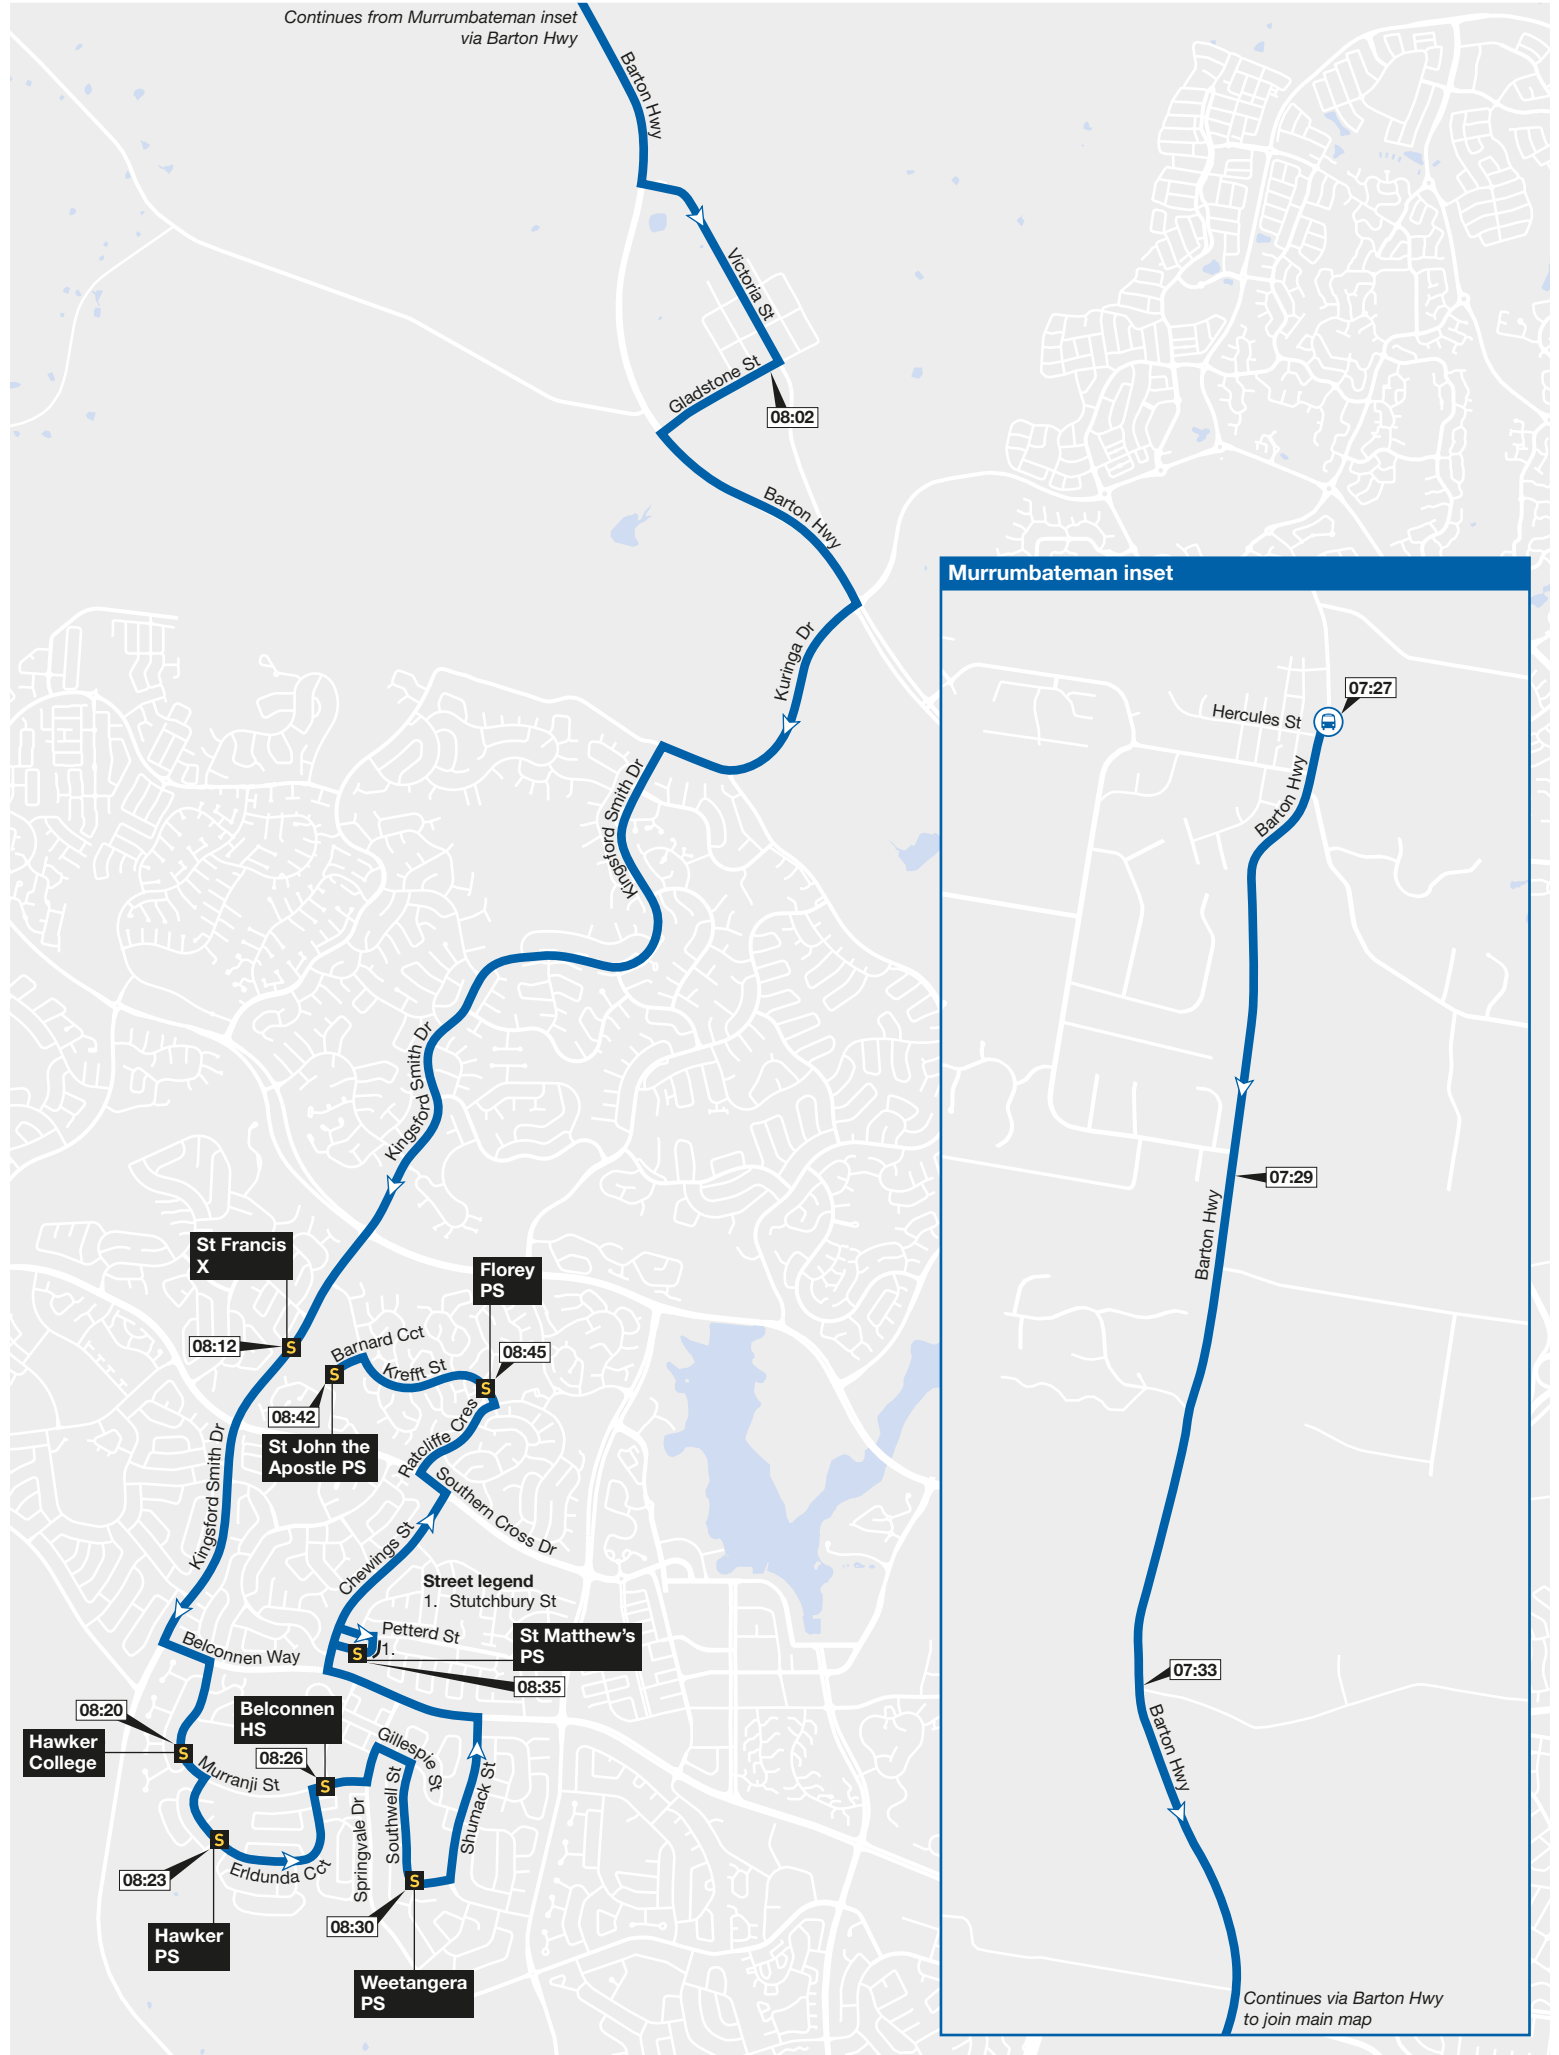 Continues from Murrumbateman inset
via Barton Hwy
Barton Hwy
Victoria St
Gladstone St
08:02
Barton Hwy
Kuringa Dr
Kingsford Smith Dr
Kingsford Smith Dr
St Francis
X
08:12
Florey
PS
08:45
Barnard Cct
Krefft St
08:42
St John the
Apostle PS
Ratcliffe Cres
Southern Cross Dr
Kingsford Smith Dr
Chewings St
Street legend
1. Stutchbury St
Petterd St
1.
St Matthew's
PS
08:35
Belconnen Way
08:20
Hawker
College
Belconnen
HS
08:26
Murranji St
Gillespie St
Southwell St
Springvale Dr
Shumack St
08:23
Erldunda Cct
Hawker
PS
08:30
Weetangera
PS
Murrumbateman inset
07:27
Hercules St
Barton Hwy
07:29
Barton Hwy
07:33
Barton Hwy
Continues via Barton Hwy
to join main map
S
S
S
S
S
S
S
S